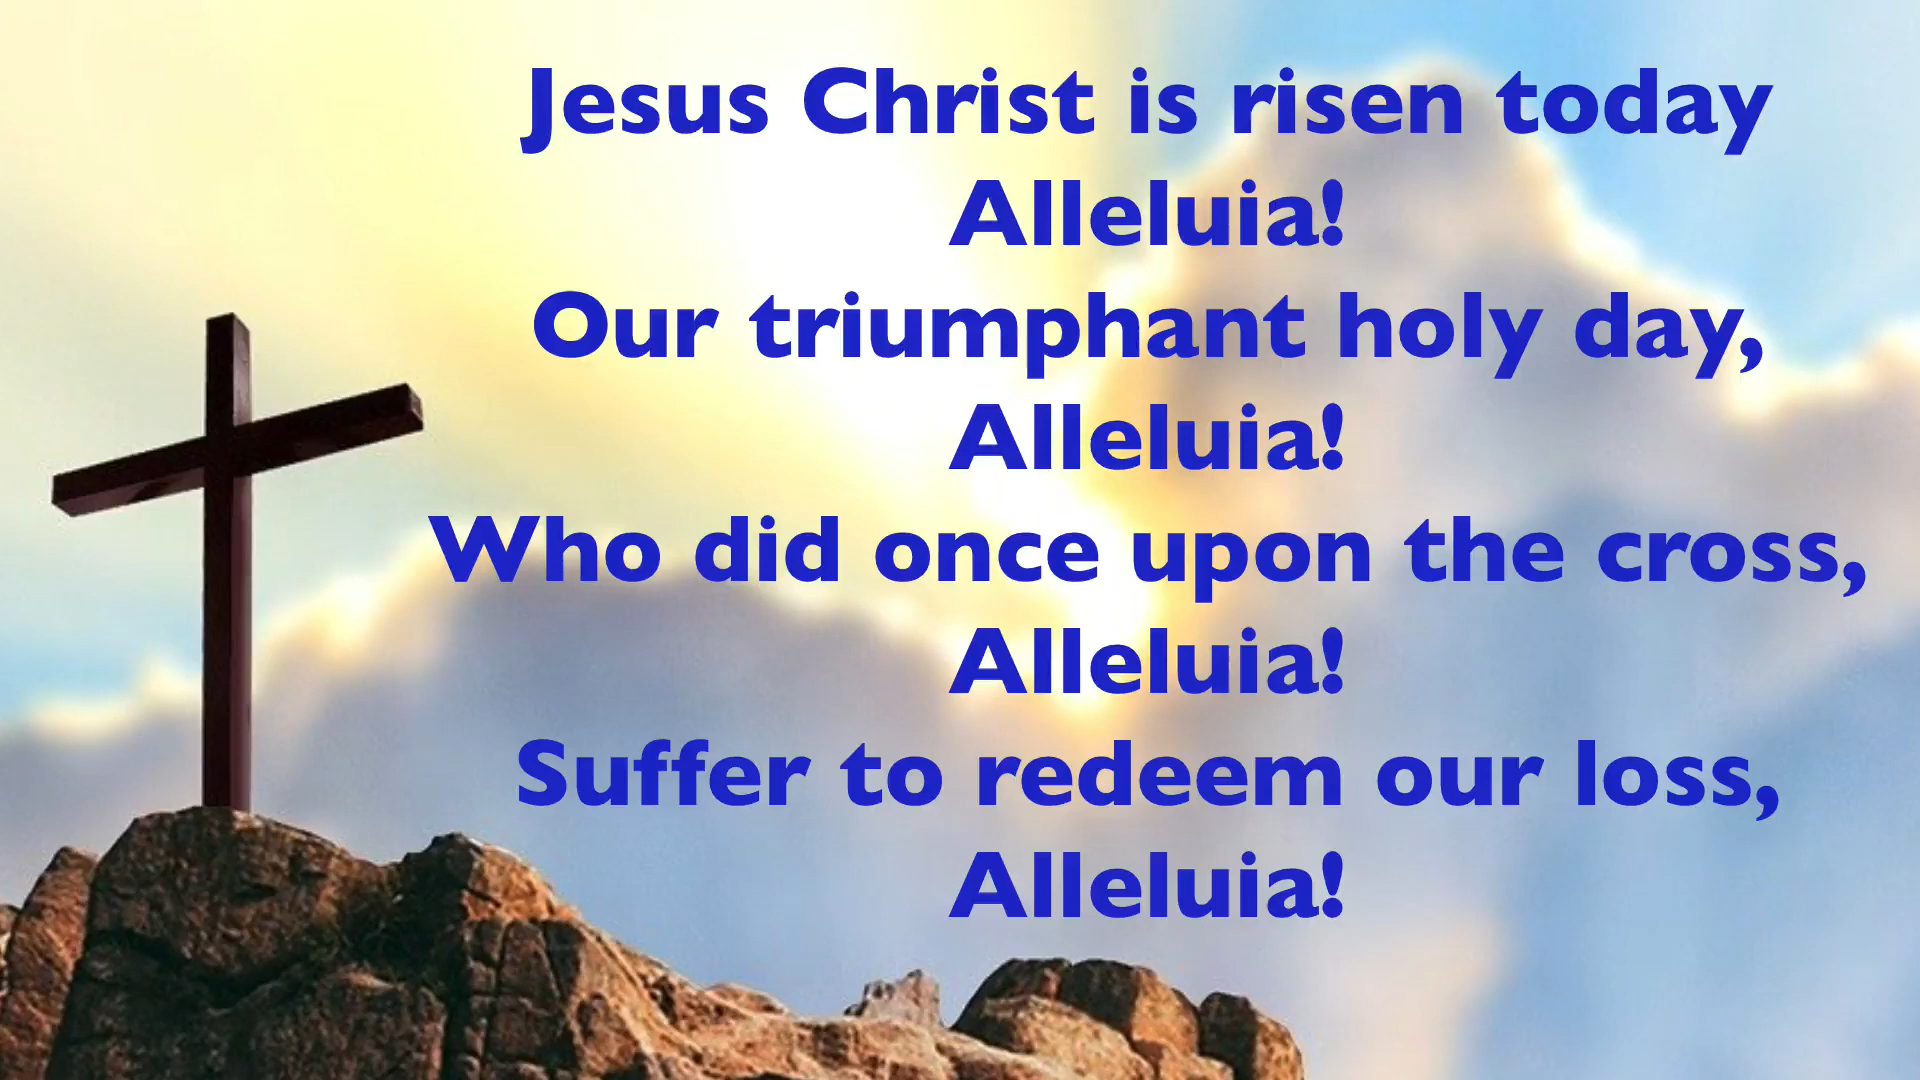 Jesus Christ is risen today
Alleluia!
Our triumphant holy day,
Alleluia!
Who did once upon the cross,
Alleluia!
Suffer to redeem our loss,
Alleluia!